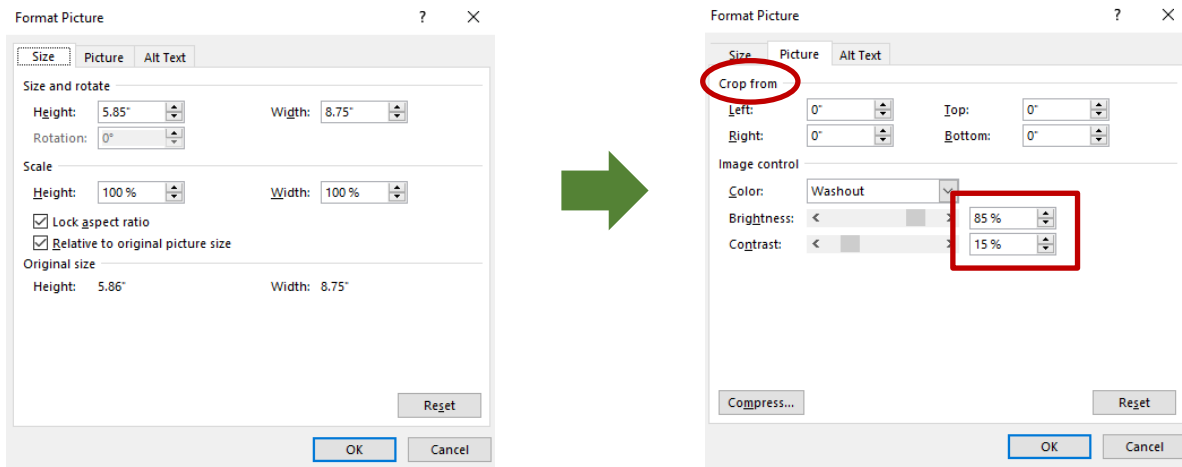 Format Picture ? ×
Size Picture Alt Text
Size and rotate
Height: 5.85" Width: 8.75"
Rotation: 0°
Scale
Height: 100 % Width: 100 %
Lock aspect ratio
Relative to original picture size
Original size
Height: 5.86" Width: 8.75"
Reset
OK Cancel
Format Picture ? ×
Size Picture Alt Text
Crop from
Left: 0" Top: 0"
Right: 0" Bottom: 0"
Image control
Color: Washout
Brightness: 85 %
Contrast: 15 %
Compress... Reset
OK Cancel